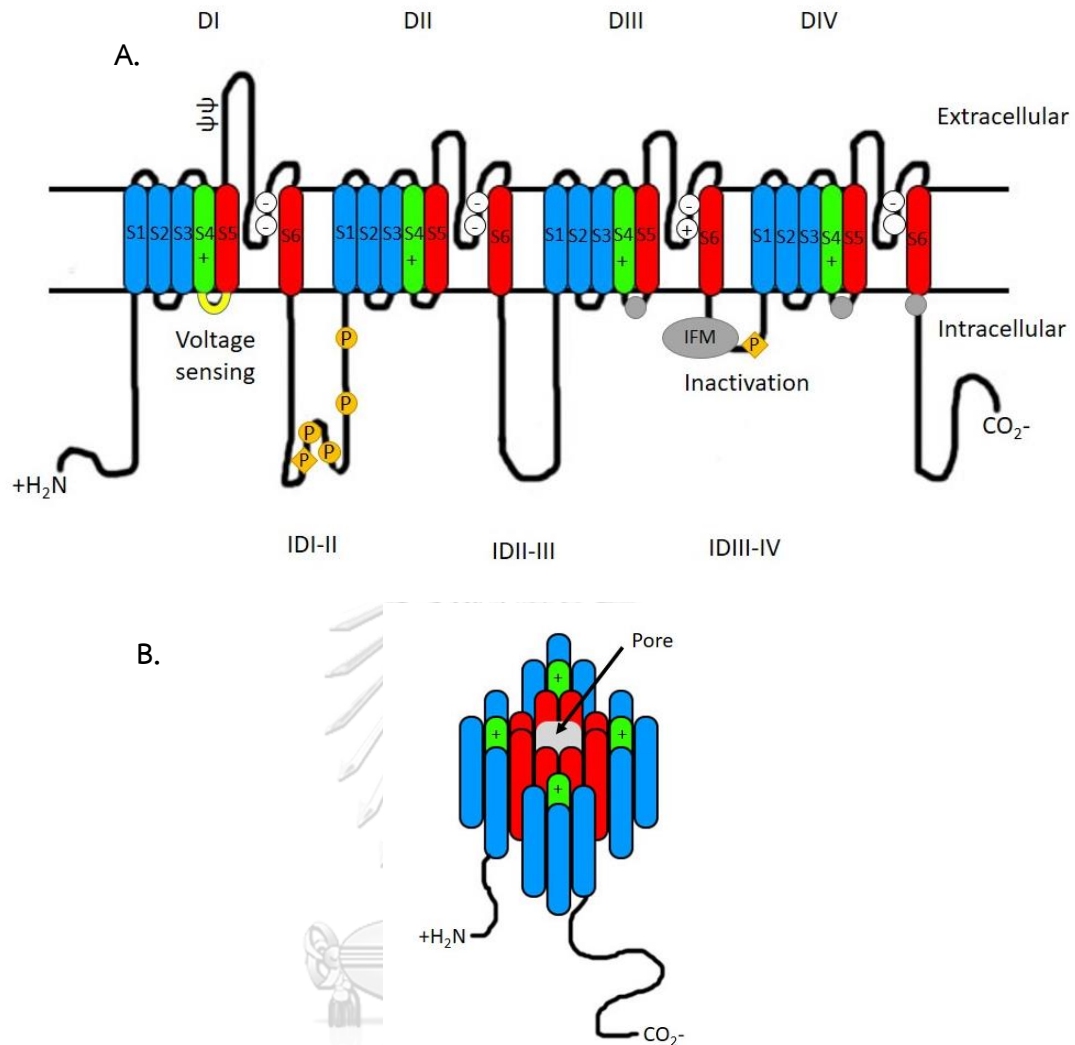 DI DII DIII DIV
A.
ψψ
Extracellular
- - - -
- - +
S1 S2 S3 S4 S5 S6 S1 S2 S3 S4 S5 S6 S1 S2 S3 S4 S5 S6 S1 S2 S3 S4 S5 S6
+ + + +
Voltage
sensing
P
IFM
P
Intracellular
Inactivation
P
P
P
P
CO₂-
+H₂N
IDI-II
IDII-III
IDIII-IV
B.
Pore
+
+ +
+
+H₂N
CO₂-